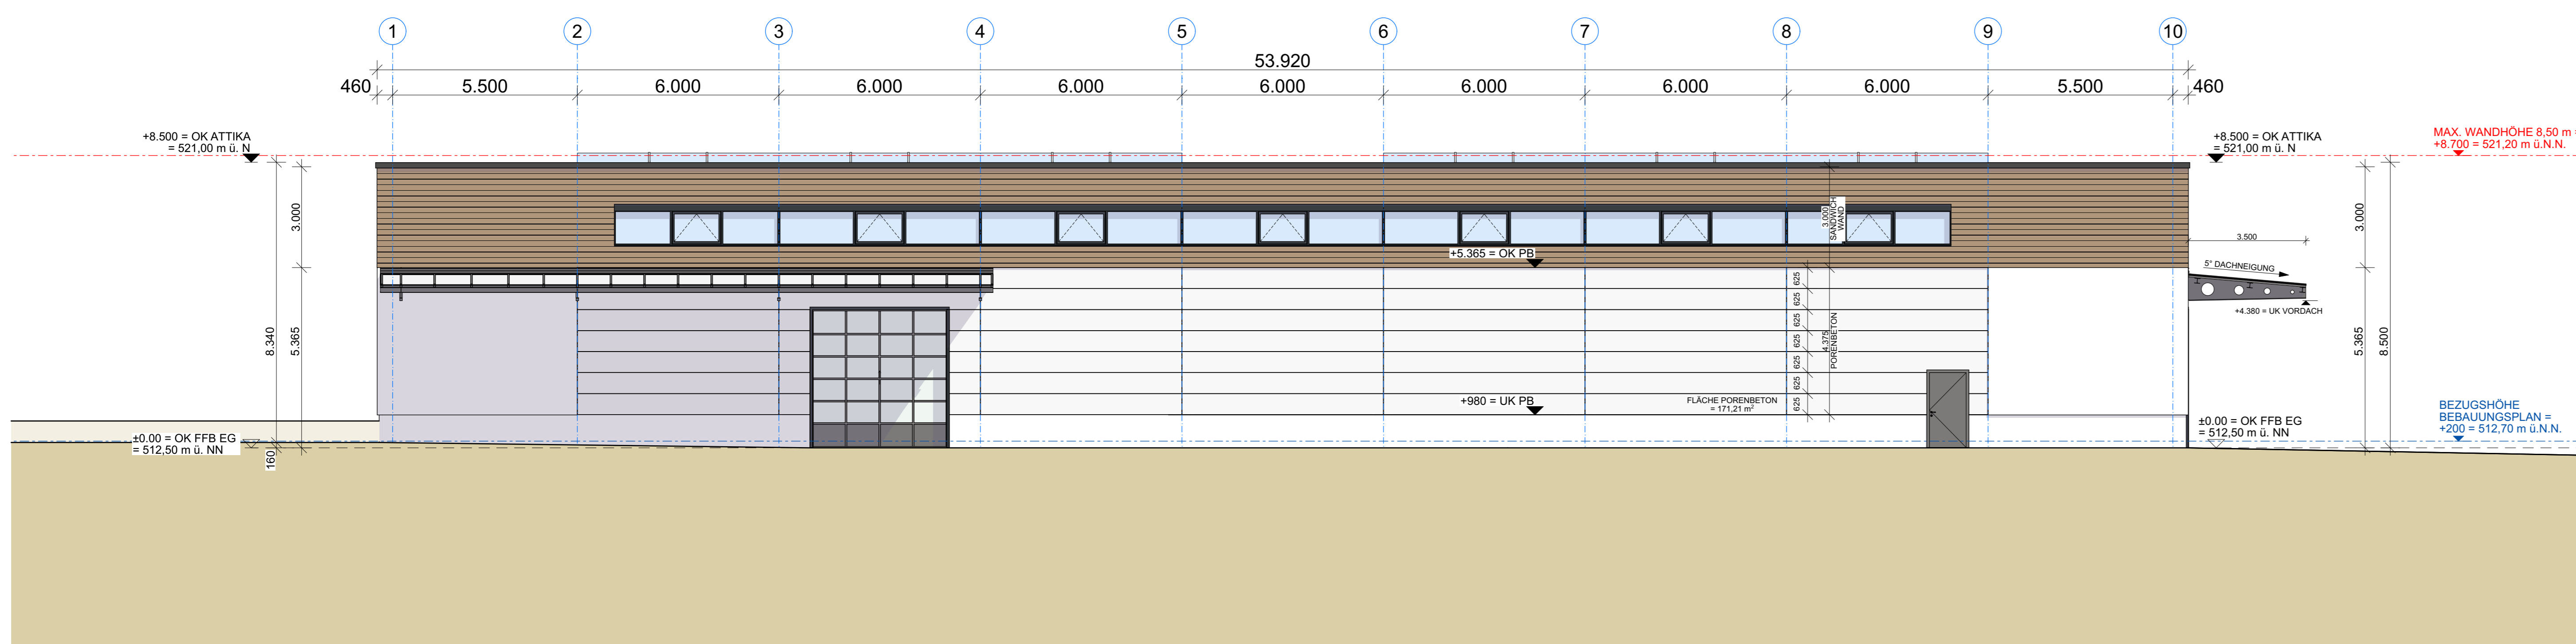 1 2 3 4 5 6 7 8 9 10
53.920
460 5.500 6.000 6.000 6.000 6.000 6.000 6.000 6.000 5.500 460
+8.500 = OK ATTIKA
= 521,00 m ü. N
+8.500 = OK ATTIKA
= 521,00 m ü. N
MAX. WANDHÖHE 8,50 m =
+8.700 = 521,20 m ü.N.N.
3.000
8.340
5.365
160
±0.00 = OK FFB EG
= 512,50 m ü. NN
+5.365 = OK PB
3.000
SANDWICH
WAND
625
625
625
625
625
625
625
4.375
PORENBETON
+980 = UK PB
FLÄCHE PORENBETON
= 171,21 m²
3.500
5° DACHNEIGUNG
+4.380 = UK VORDACH
3.000
5.365
8.500
±0.00 = OK FFB EG
= 512,50 m ü. NN
BEZUGSHÖHE
BEBAUUNGSPLAN =
+200 = 512,70 m ü.N.N.